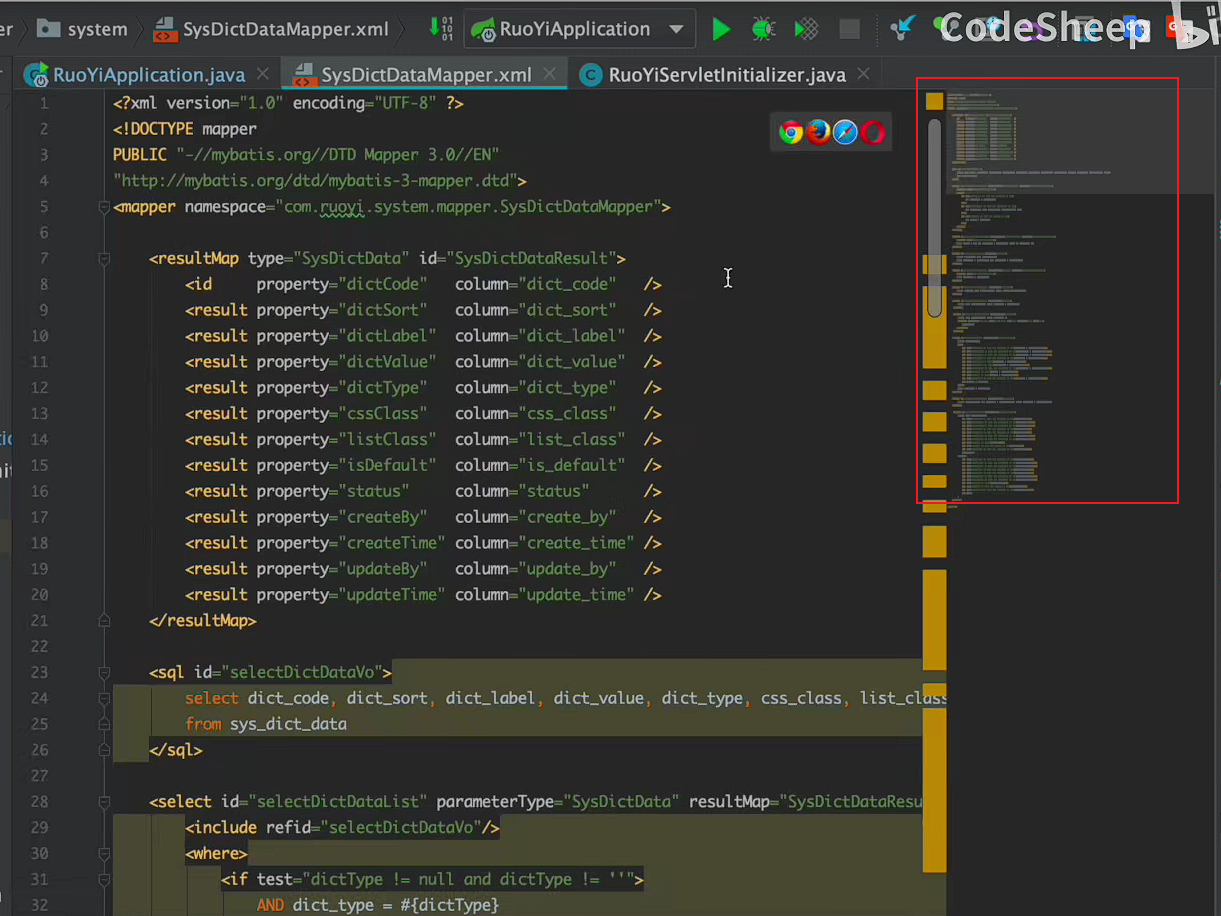 er
system
SysDictDataMapper.xml
RuoYiApplication
CodeSheep
RuoYiApplication.java
SysDictDataMapper.xml
RuoYiServletInitializer.java
1 <?xml version="1.0" encoding="UTF-8" ?>
2 <!DOCTYPE mapper
3 PUBLIC "-//mybatis.org//DTD Mapper 3.0//EN"
4 "http://mybatis.org/dtd/mybatis-3-mapper.dtd">
5 <mapper namespace="com.ruoyi.system.mapper.SysDictDataMapper">
6
7 <resultMap type="SysDictData" id="SysDictDataResult">
8 <id property="dictCode" column="dict_code" />
9 <result property="dictSort" column="dict_sort" />
10 <result property="dictLabel" column="dict_label" />
11 <result property="dictValue" column="dict_value" />
12 <result property="dictType" column="dict_type" />
13 <result property="cssClass" column="css_class" />
14 <result property="listClass" column="list_class" />
15 <result property="isDefault" column="is_default" />
16 <result property="status" column="status" />
17 <result property="createBy" column="create_by" />
18 <result property="createTime" column="create_time" />
19 <result property="updateBy" column="update_by" />
20 <result property="updateTime" column="update_time" />
21 </resultMap>
22
23 <sql id="selectDictDataVo">
24 select dict_code, dict_sort, dict_label, dict_value, dict_type, css_class, list_class
25 from sys_dict_data
26 </sql>
27
28 <select id="selectDictDataList" parameterType="SysDictData" resultMap="SysDictDataResu
29 <include refid="selectDictDataVo"/>
30 <where>
31 <if test="dictType != null and dictType != ''">
32 AND dict_type = #{dictType}